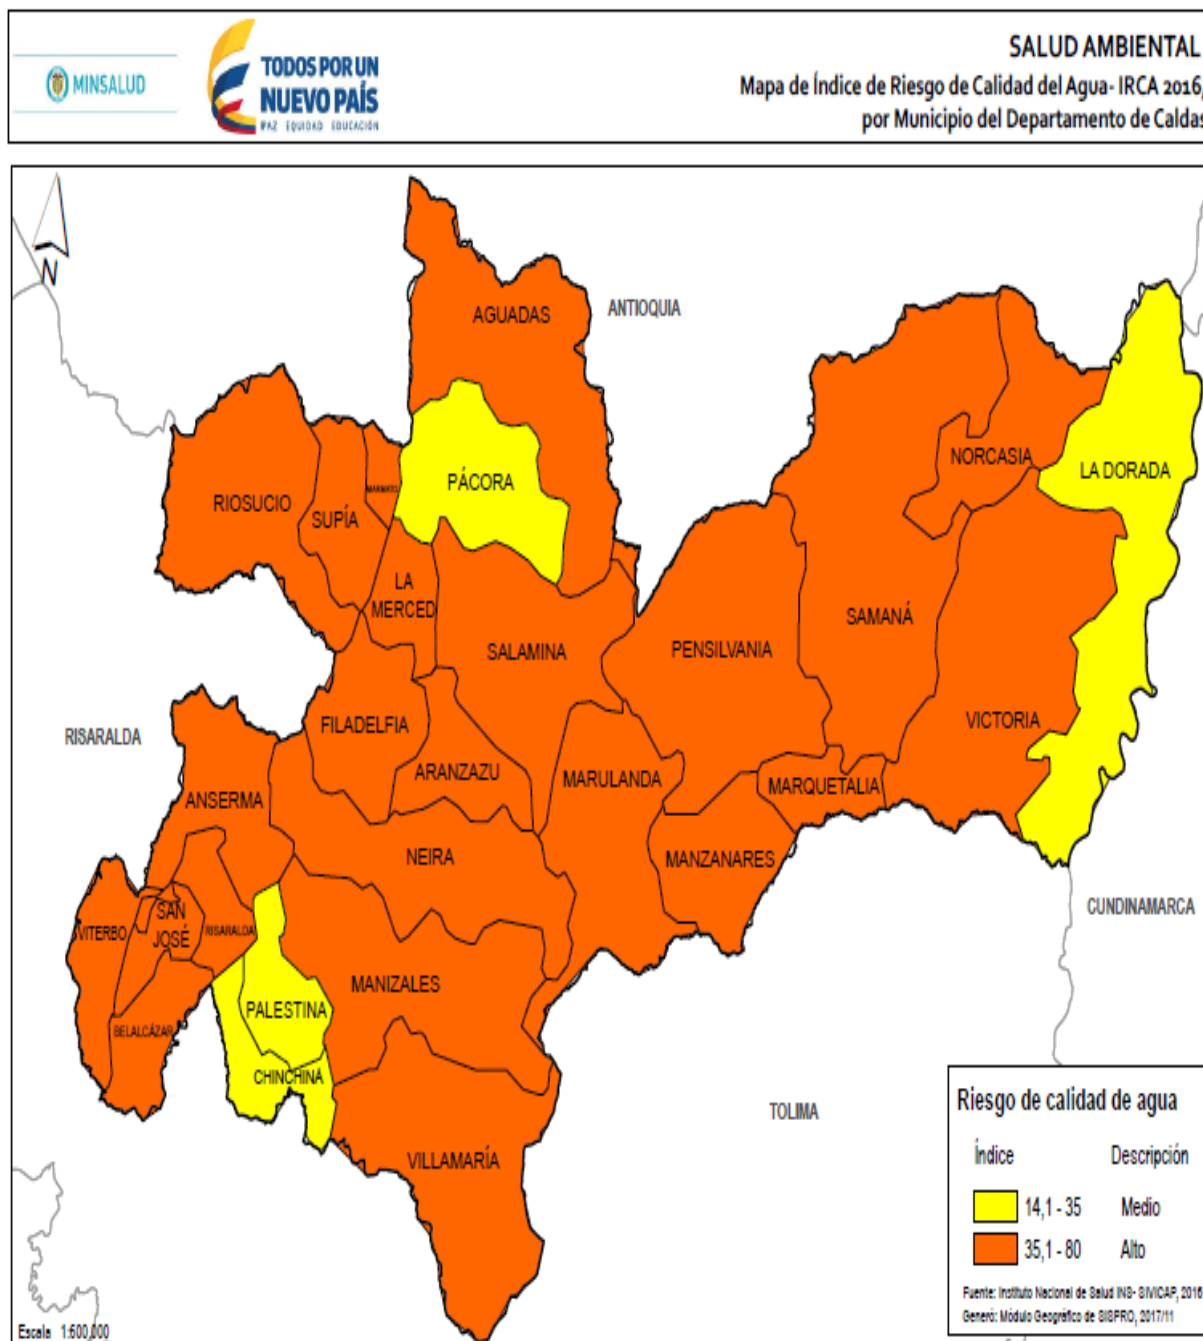 MINSALUD
TODOS POR UN
NUEVO PAÍS
PAZ EQUIDAD EDUCACIÓN
SALUD AMBIENTAL
Mapa de Índice de Riesgo de Calidad del Agua- IRCA 2016,
por Municipio del Departamento de Caldas
N
AGUADAS
ANTIOQUIA
PÁCORA
NORCASIA
LA DORADA
RIOSUCIO
SUPÍA
MARMATO
LA
MERCED
SALAMINA
PENSILVANIA
SAMANÁ
FILADELFIA
VICTORIA
RISARALDA
ARANZAZU
MARULANDA
MARQUETALIA
ANSERMA
NEIRA
MANZANARES
CUNDINAMARCA
VITERBO
SAN
JOSÉ
RISARALDA
MANIZALES
PALESTINA
BELALCÁZAR
CHINCHINÁ
TOLIMA
VILLAMARÍA
Riesgo de calidad de agua
Índice Descripción
14,1 - 35 Medio
35,1 - 80 Alto
Fuente: Instituto Nacional de Salud INS- SIVICAP, 2016
Generó: Módulo Geográfico de SISPRO, 2017/11
Escala 1:600,000